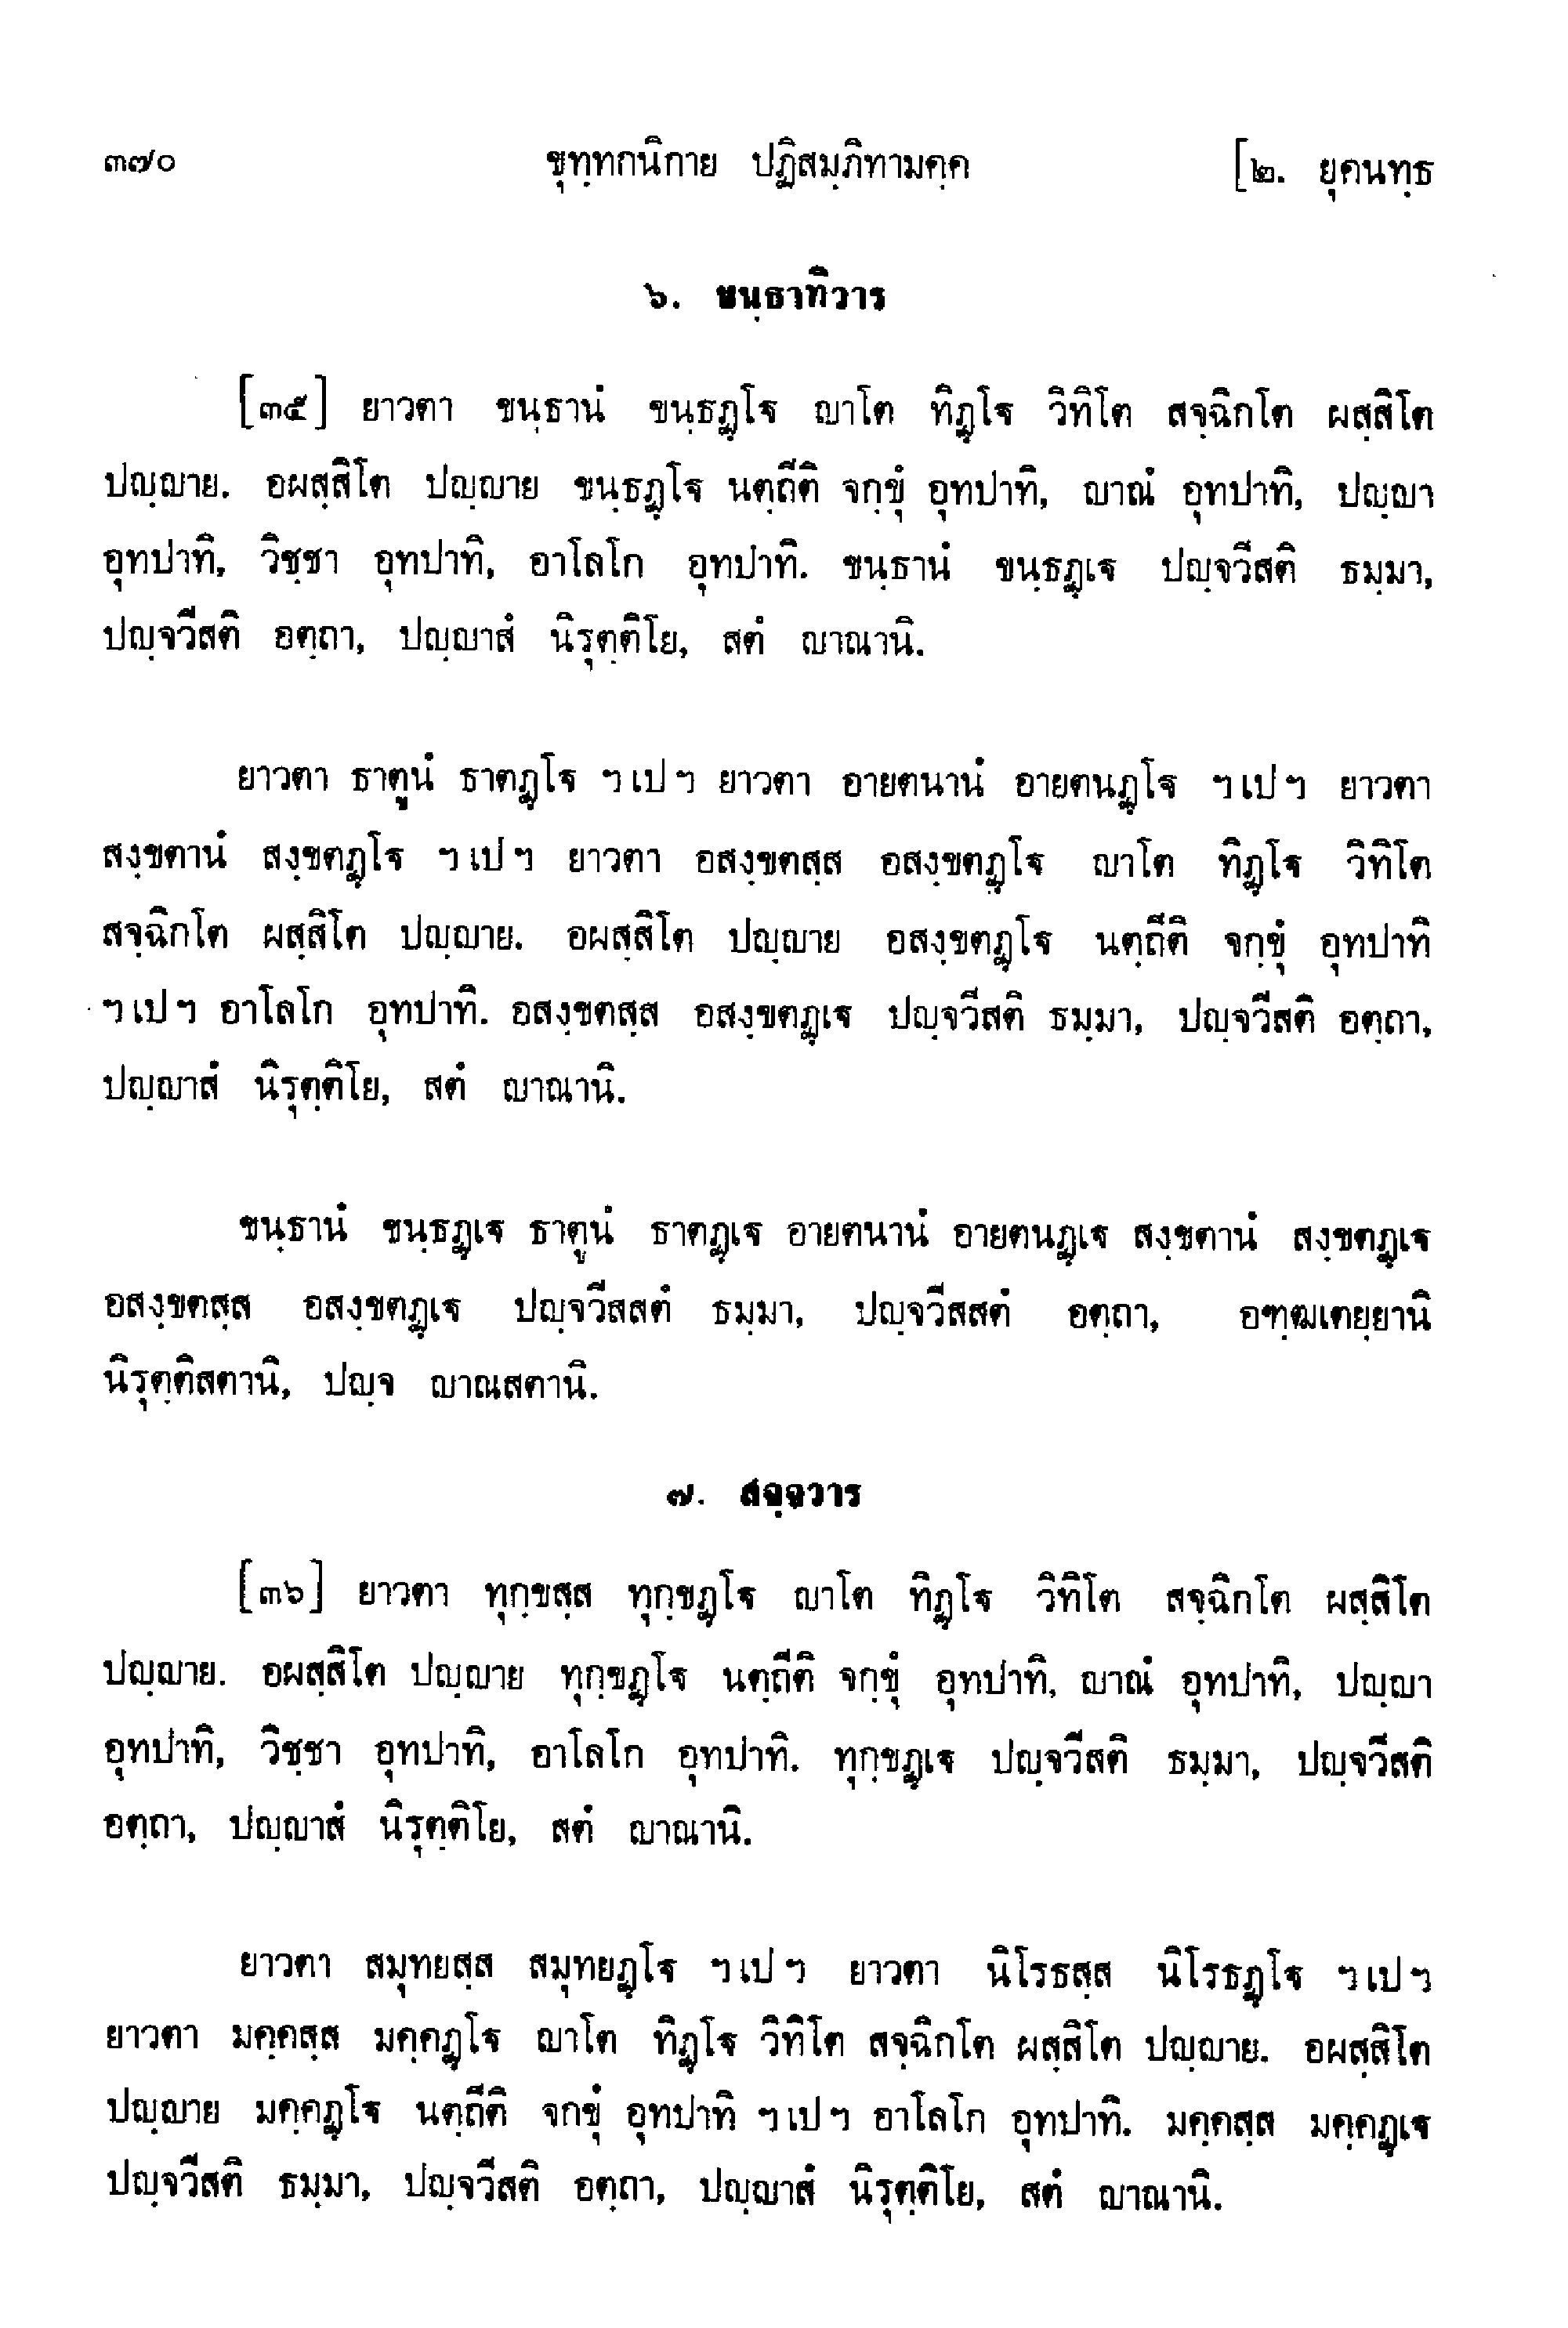 ๓๗๐ ขุทฺทกนิกาย ปฏิสมฺภิทามคฺค [๒. ยุคนทฺธ
๖. ขนฺธาทิวาร
[๓๕] ยาวตา ขนฺธานํ ขนฺธฏฺโฐ ญาโต ทิฏฺโฐ วิทิโต สจฺฉิกโต ผสฺสิโต
ปญฺญาย. อผสฺสิโต ปญฺญาย ขนฺธฏฺโฐ นตฺถีติ จกฺขุํ อุทปาทิ, ญาณํ อุทปาทิ, ปญฺญา
อุทปาทิ, วิชฺชา อุทปาทิ, อาโลโก อุทปาทิ. ขนฺธานํ ขนฺธฏฺเฐ ปญฺจวีสติ ธมฺมา,
ปญฺจวีสติ อตฺถา, ปญฺญาสํ นิรุตฺติโย, สตํ ญาณานิ.
ยาวตา ธาตูนํ ธาตฏฺโฐ ฯเปฯ ยาวตา อายตนานํ อายตนฏฺโฐ ฯเปฯ ยาวตา
สงฺขตานํ สงฺขตฏฺโฐ ฯเปฯ ยาวตา อสงฺขตสฺส อสงฺขตฏฺโฐ ญาโต ทิฏฺโฐ วิทิโต
สจฺฉิกโต ผสฺสิโต ปญฺญาย. อผสฺสิโต ปญฺญาย อสงฺขตฏฺโฐ นตฺถีติ จกฺขุํ อุทปาทิ
ฯเปฯ อาโลโก อุทปาทิ. อสงฺขตสฺส อสงฺขตฏฺเฐ ปญฺจวีสติ ธมฺมา, ปญฺจวีสติ อตฺถา,
ปญฺญาสํ นิรุตฺติโย, สตํ ญาณานิ.
ขนฺธานํ ขนฺธฏฺเฐ ธาตูนํ ธาตฏฺเฐ อายตนานํ อายตนฏฺเฐ สงฺขตานํ สงฺขตฏฺเฐ
อสงฺขตสฺส อสงฺขตฏฺเฐ ปญฺจวีสสตํ ธมฺมา, ปญฺจวีสสตํ อตฺถา, อฑฺฒเตยฺยานิ
นิรุตฺติสตานิ, ปญฺจ ญาณสตานิ.
๗. สจฺจวาร
[๓๖] ยาวตา ทุกฺขสฺส ทุกฺขฏฺโฐ ญาโต ทิฏฺโฐ วิทิโต สจฺฉิกโต ผสฺสิโต
ปญฺญาย. อผสฺสิโต ปญฺญาย ทุกฺขฏฺโฐ นตฺถีติ จกฺขุํ อุทปาทิ, ญาณํ อุทปาทิ, ปญฺญา
อุทปาทิ, วิชฺชา อุทปาทิ, อาโลโก อุทปาทิ. ทุกฺขฏฺเฐ ปญฺจวีสติ ธมฺมา, ปญฺจวีสติ
อตฺถา, ปญฺญาสํ นิรุตฺติโย, สตํ ญาณานิ.
ยาวตา สมุทยสฺส สมุทยฏฺโฐ ฯเปฯ ยาวตา นิโรธสฺส นิโรธฏฺโฐ ฯเปฯ
ยาวตา มคฺคสฺส มคฺคฏฺโฐ ญาโต ทิฏฺโฐ วิทิโต สจฺฉิกโต ผสฺสิโต ปญฺญาย. อผสฺสิโต
ปญฺญาย มคฺคฏฺโฐ นตฺถีติ จกขุํ อุทปาทิ ฯเปฯ อาโลโก อุทปาทิ. มคฺคสฺส มคฺคฏฺเฐ
ปญฺจวีสติ ธมฺมา, ปญฺจวีสติ อตฺถา, ปญฺญาสํ นิรุตฺติโย, สตํ ญาณานิ.